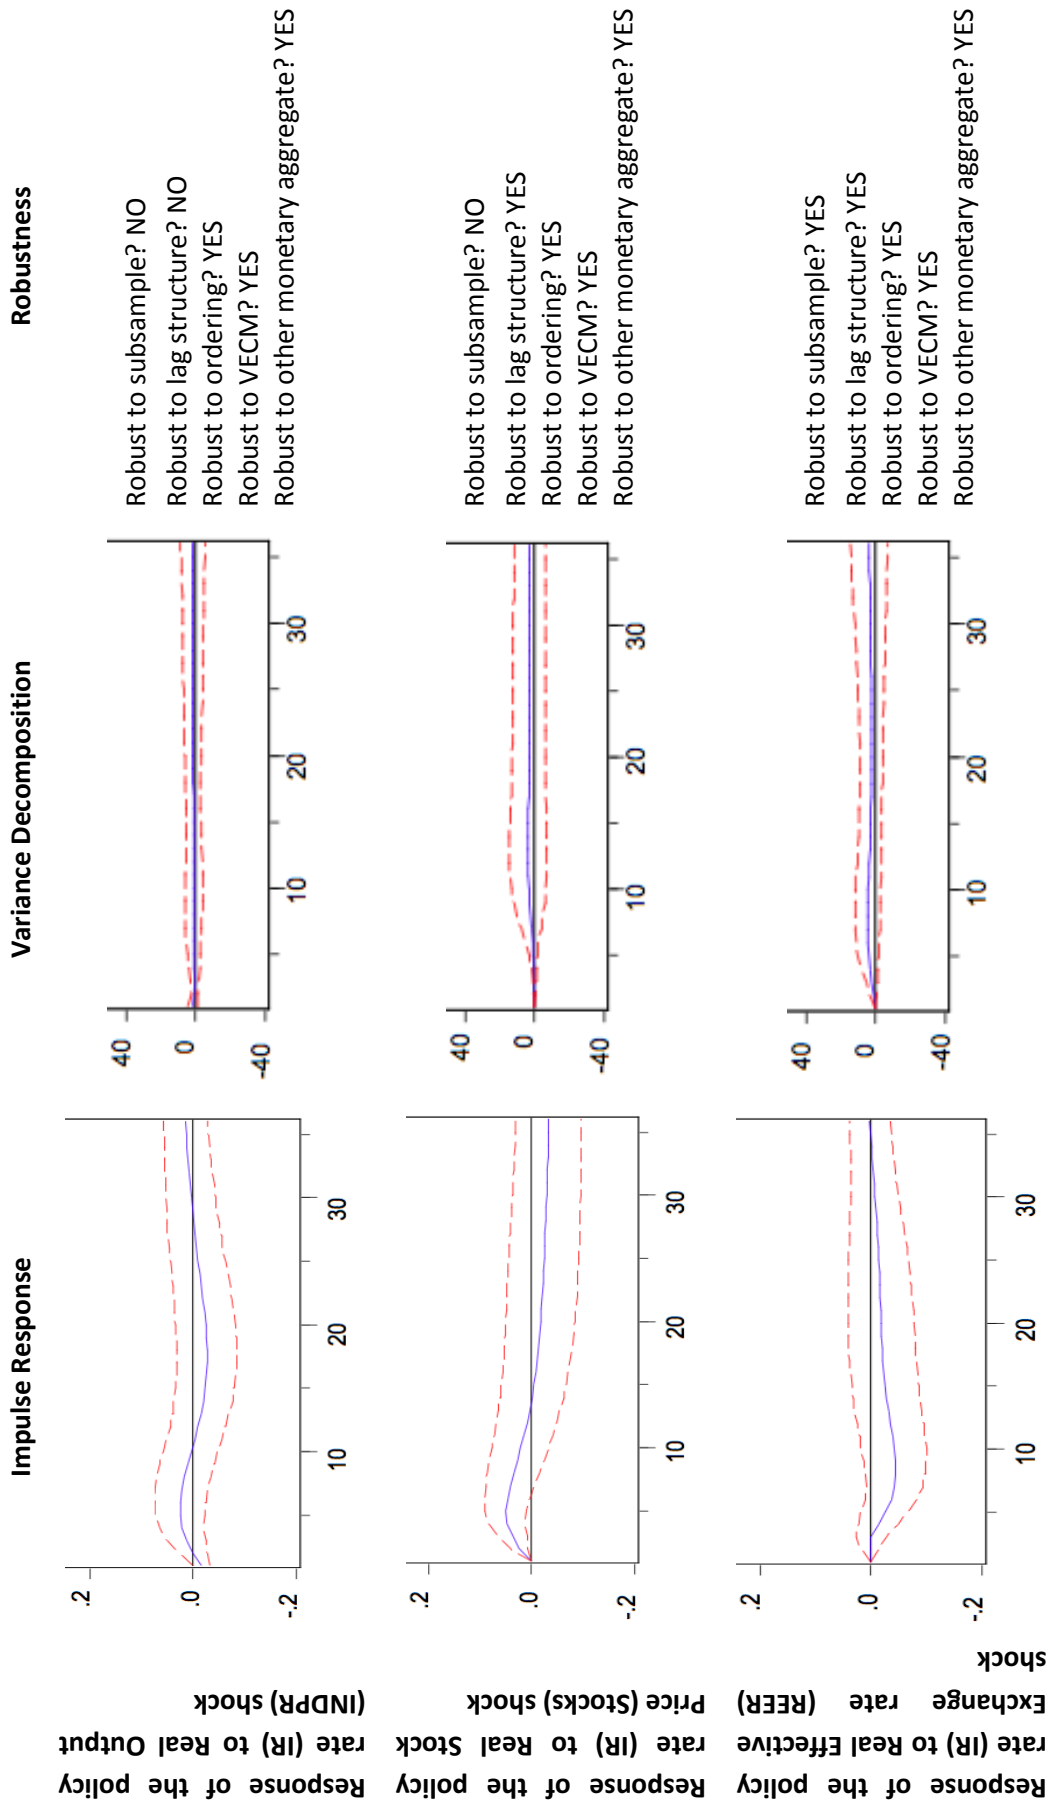 Impulse Response
Variance Decomposition
Robustness
Response of the policy
rate (IR) to Real Output
(INDPR) shock
.2
.0
-.2
10
20
30
40
0
-40
10
20
30
Robust to subsample? NO
Robust to lag structure? NO
Robust to ordering? YES
Robust to VECM? YES
Robust to other monetary aggregate? YES
Response of the policy
rate (IR) to Real Stock
Price (Stocks) shock
.2
.0
-.2
10
20
30
40
0
-40
10
20
30
Robust to subsample? NO
Robust to lag structure? YES
Robust to ordering? YES
Robust to VECM? YES
Robust to other monetary aggregate? YES
Response of the policy
rate (IR) to Real Effective
Exchange rate (REER)
shock
.2
.0
-.2
10
20
30
40
0
-40
10
20
30
Robust to subsample? YES
Robust to lag structure? YES
Robust to ordering? YES
Robust to VECM? YES
Robust to other monetary aggregate? YES